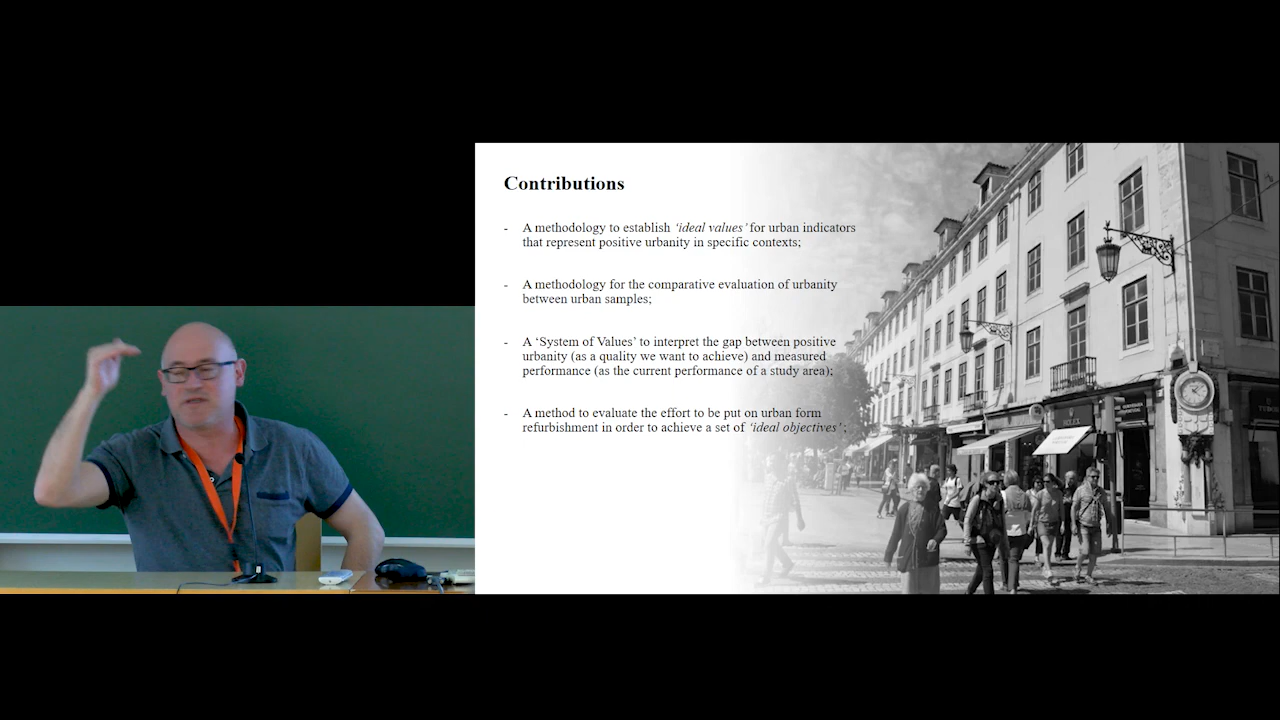 Contributions
- A methodology to establish ‘ideal values’ for urban indicators
that represent positive urbanity in specific contexts;
- A methodology for the comparative evaluation of urbanity
between urban samples;
- A ‘System of Values’ to interpret the gap between positive
urbanity (as a quality we want to achieve) and measured
performance (as the current performance of a study area);
- A method to evaluate the effort to be put on urban form
refurbishment in order to achieve a set of ‘ideal objectives’;